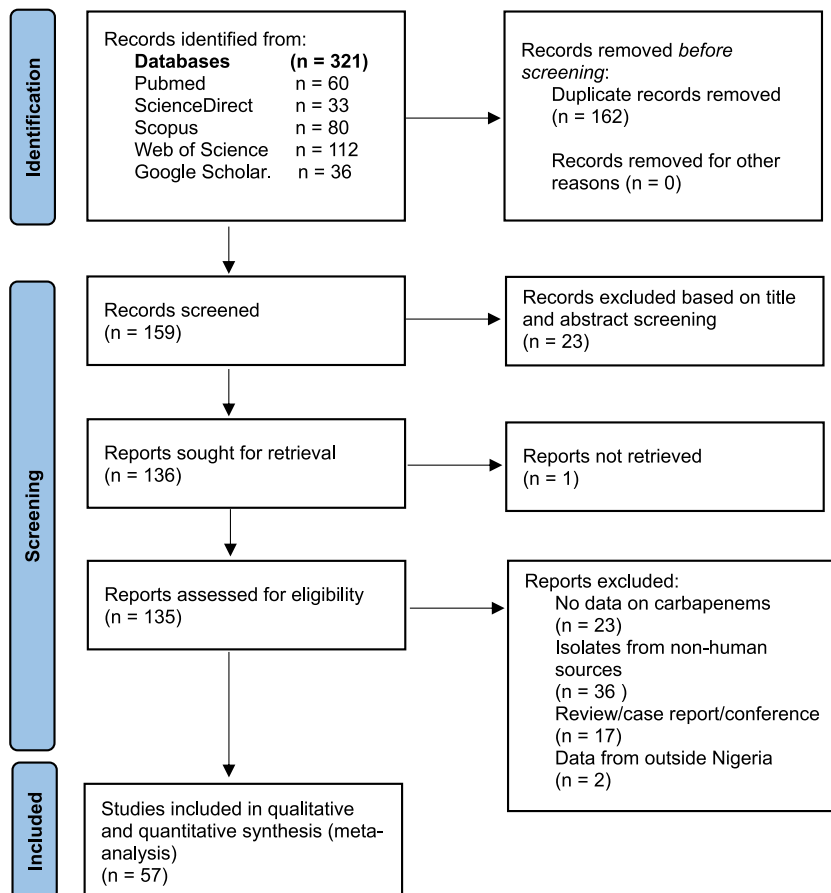 Identification
Records identified from:
Databases (n = 321)
Pubmed n = 60
ScienceDirect n = 33
Scopus n = 80
Web of Science n = 112
Google Scholar. n = 36
Records removed before
screening:
Duplicate records removed
(n = 162)
Records removed for other
reasons (n = 0)
Screening
Records screened
(n = 159)
Records excluded based on title
and abstract screening
(n = 23)
Reports sought for retrieval
(n = 136)
Reports not retrieved
(n = 1)
Reports assessed for eligibility
(n = 135)
Reports excluded:
No data on carbapenems
(n = 23)
Isolates from non-human
sources
(n = 36 )
Review/case report/conference
(n = 17)
Data from outside Nigeria
(n = 2)
Included
Studies included in qualitative
and quantitative synthesis (meta-
analysis)
(n = 57)